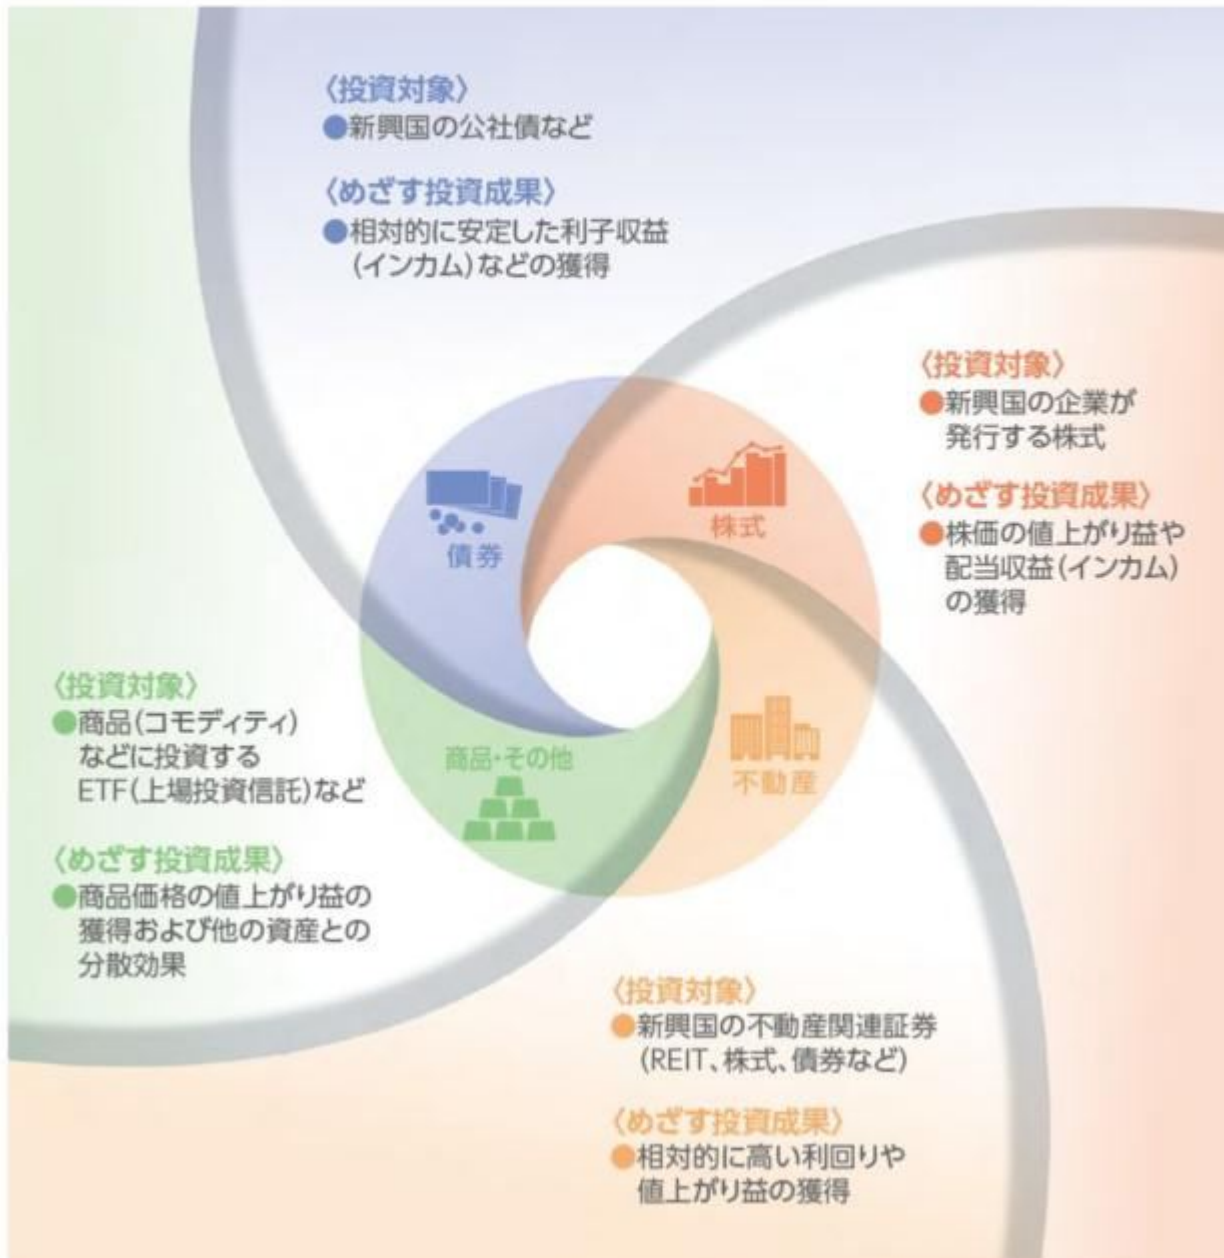 〈投資対象〉
●新興国の公社債など
〈めざす投資成果〉
●相対的に安定した利子収益
(インカム)などの獲得
〈投資対象〉
●新興国の企業が
発行する株式
〈めざす投資成果〉
●株価の値上がり益や
配当収益(インカム)
の獲得
債券
株式
商品・その他
不動産
〈投資対象〉
●商品(コモディティ)
などに投資する
ETF(上場投資信託)など
〈めざす投資成果〉
●商品価格の値上がり益の
獲得および他の資産との
分散効果
〈投資対象〉
●新興国の不動産関連証券
(REIT、株式、債券など)
〈めざす投資成果〉
●相対的に高い利回りや
値上がり益の獲得